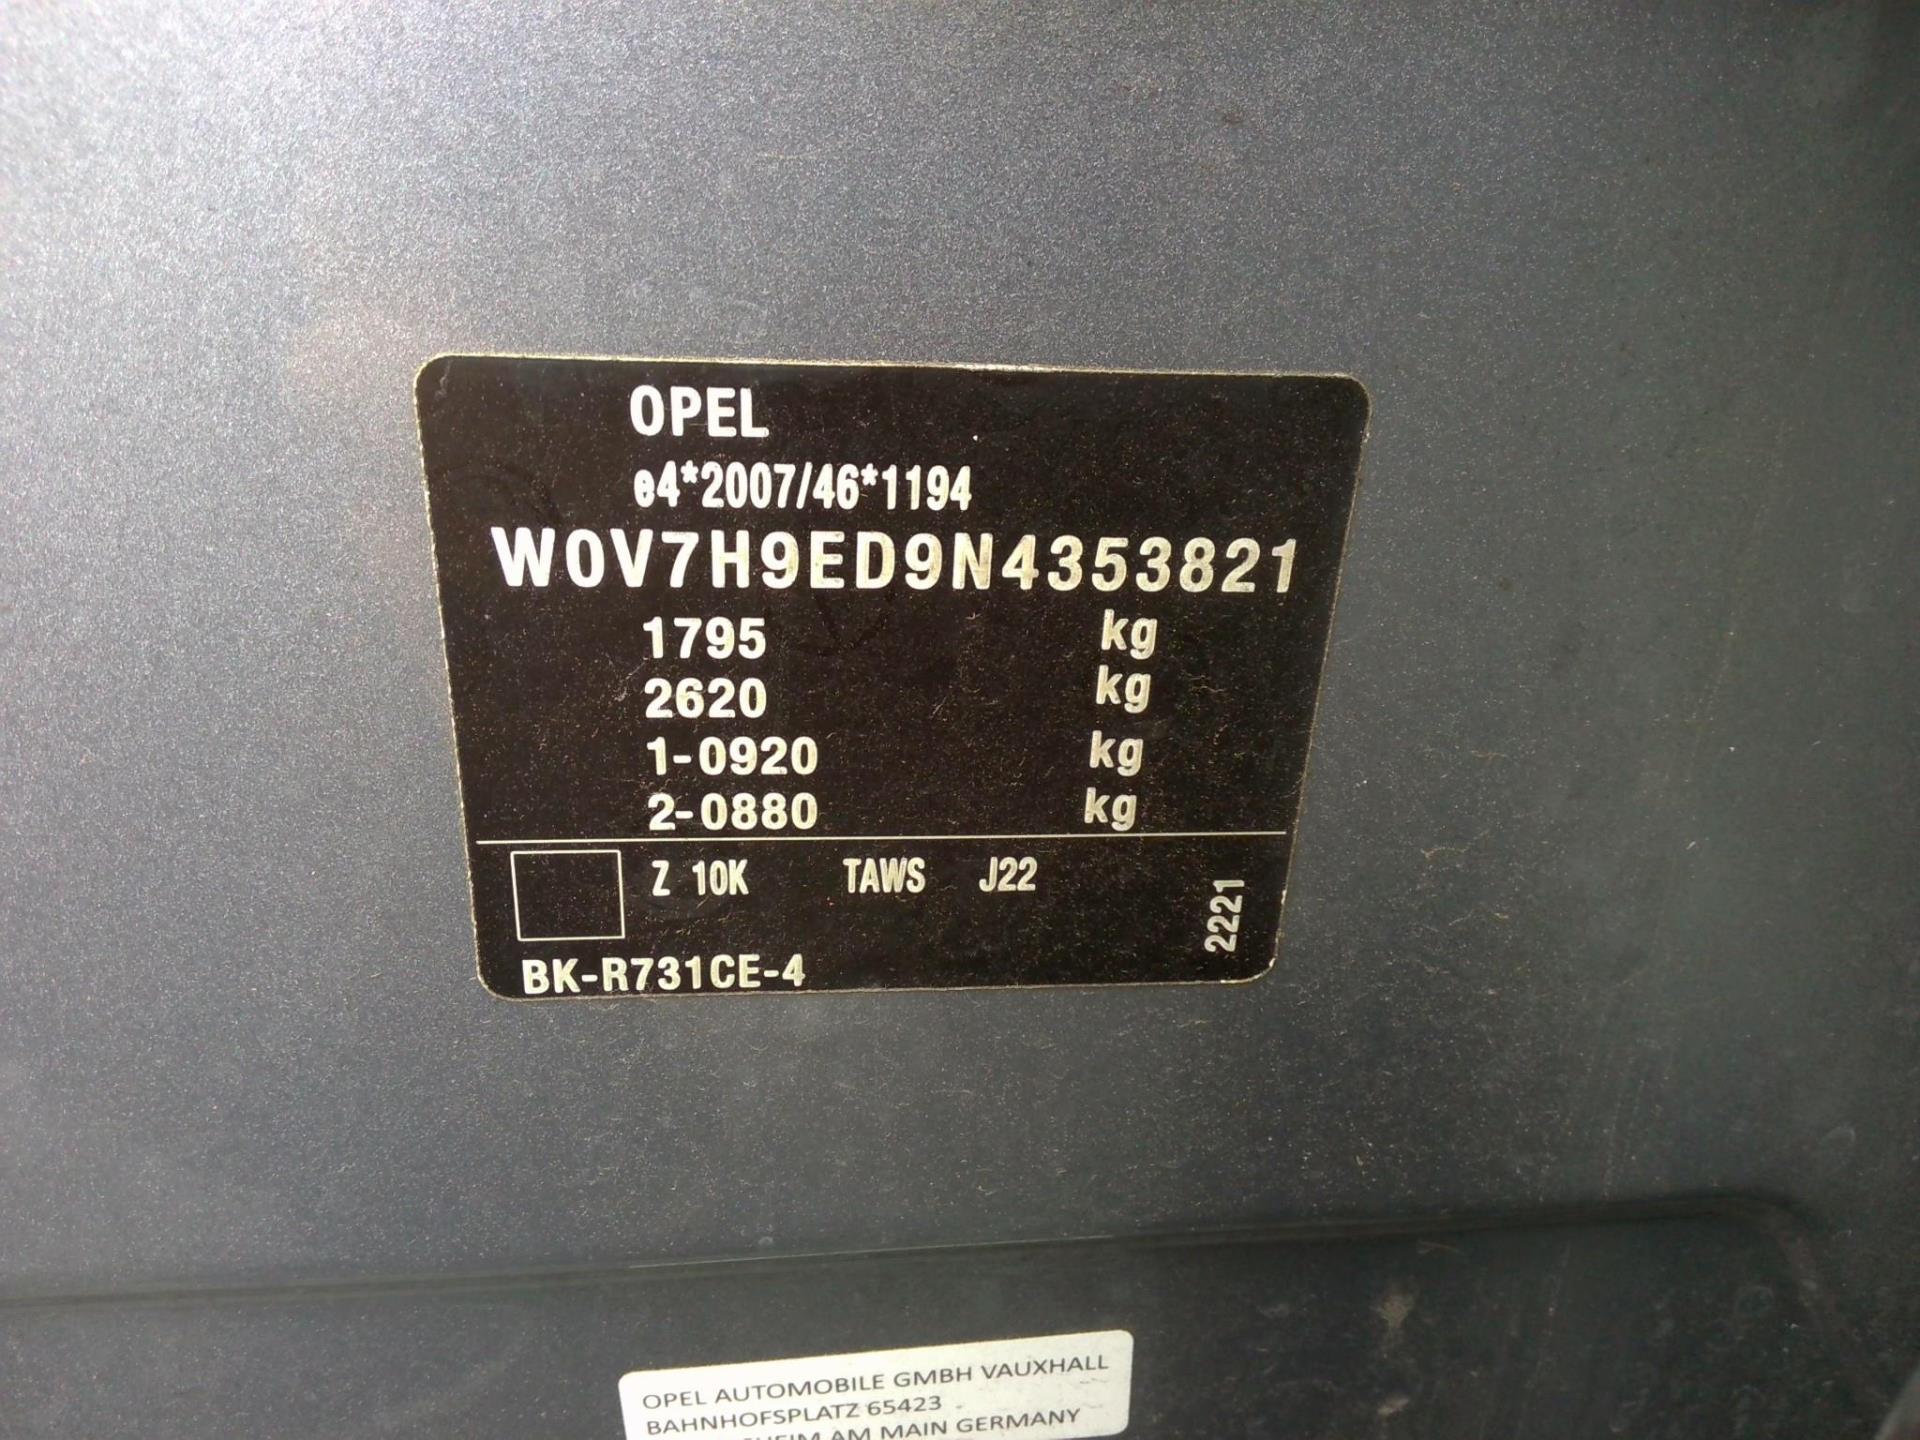 OPEL
e4*2007/46*1194
W0V7H9ED9N4353821
1795 kg
2620 kg
1-0920 kg
2-0880 kg
Z 10K TAWS J22
2221
BK-R731CE-4
OPEL AUTOMOBILE GMBH VAUXHALL
BAHNHOFSPLATZ 65423
AM MAIN GERMANY